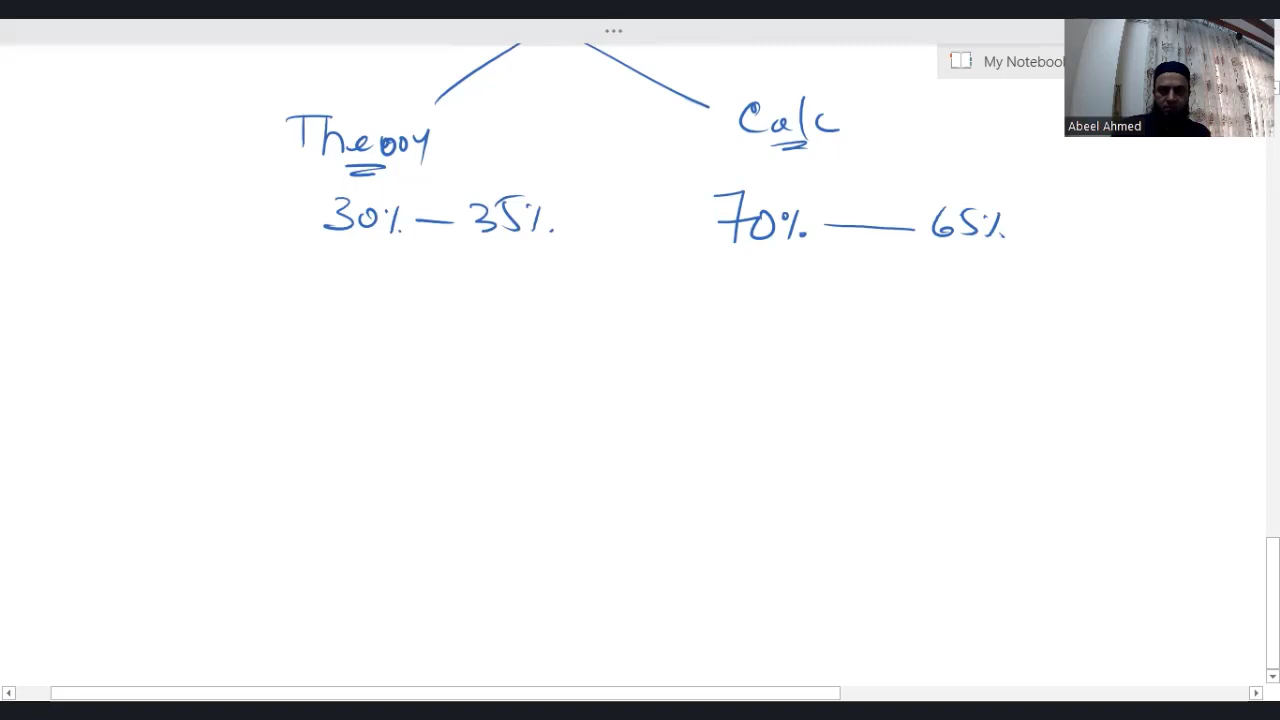 My Notebook
Abeel Ahmed
Theory Calc
30% — 35%. 70% — 65%